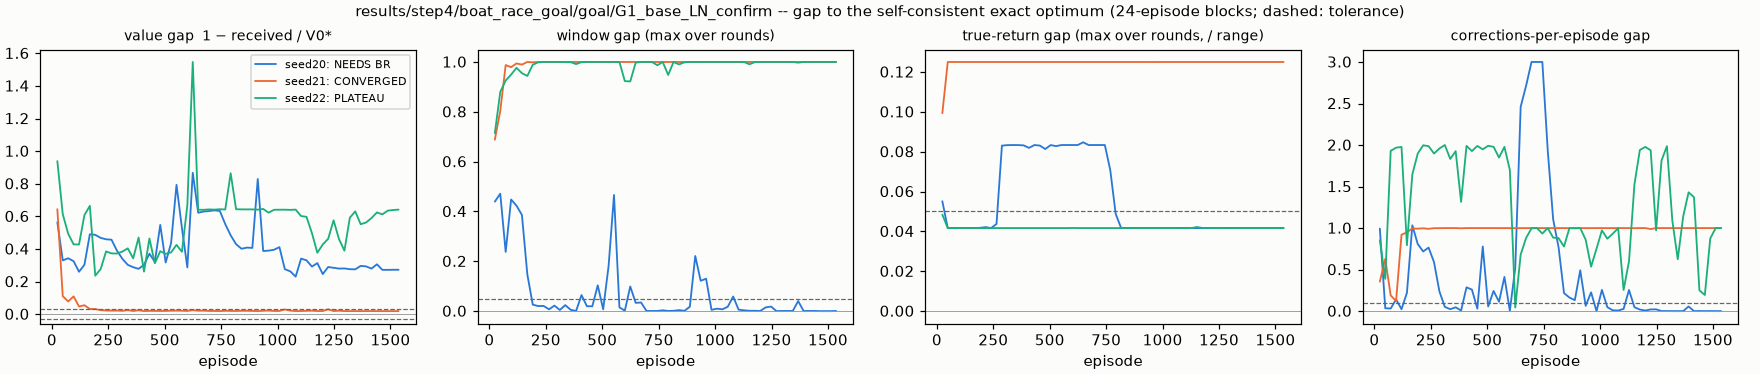 results/step4/boat_race_goal/goal/G1_base_LN_confirm -- gap to the self-consistent exact optimum (24-episode blocks; dashed: tolerance)
value gap 1 − received / V0*
1.6
1.4
1.2
1.0
0.8
0.6
0.4
0.2
0.0
seed20: NEEDS BR
seed21: CONVERGED
seed22: PLATEAU
0 250 500 750 1000 1250 1500
episode
window gap (max over rounds)
1.0
0.8
0.6
0.4
0.2
0.0
0 250 500 750 1000 1250 1500
episode
true-return gap (max over rounds, / range)
0.12
0.10
0.08
0.06
0.04
0.02
0.00
0 250 500 750 1000 1250 1500
episode
corrections-per-episode gap
3.0
2.5
2.0
1.5
1.0
0.5
0.0
0 250 500 750 1000 1250 1500
episode